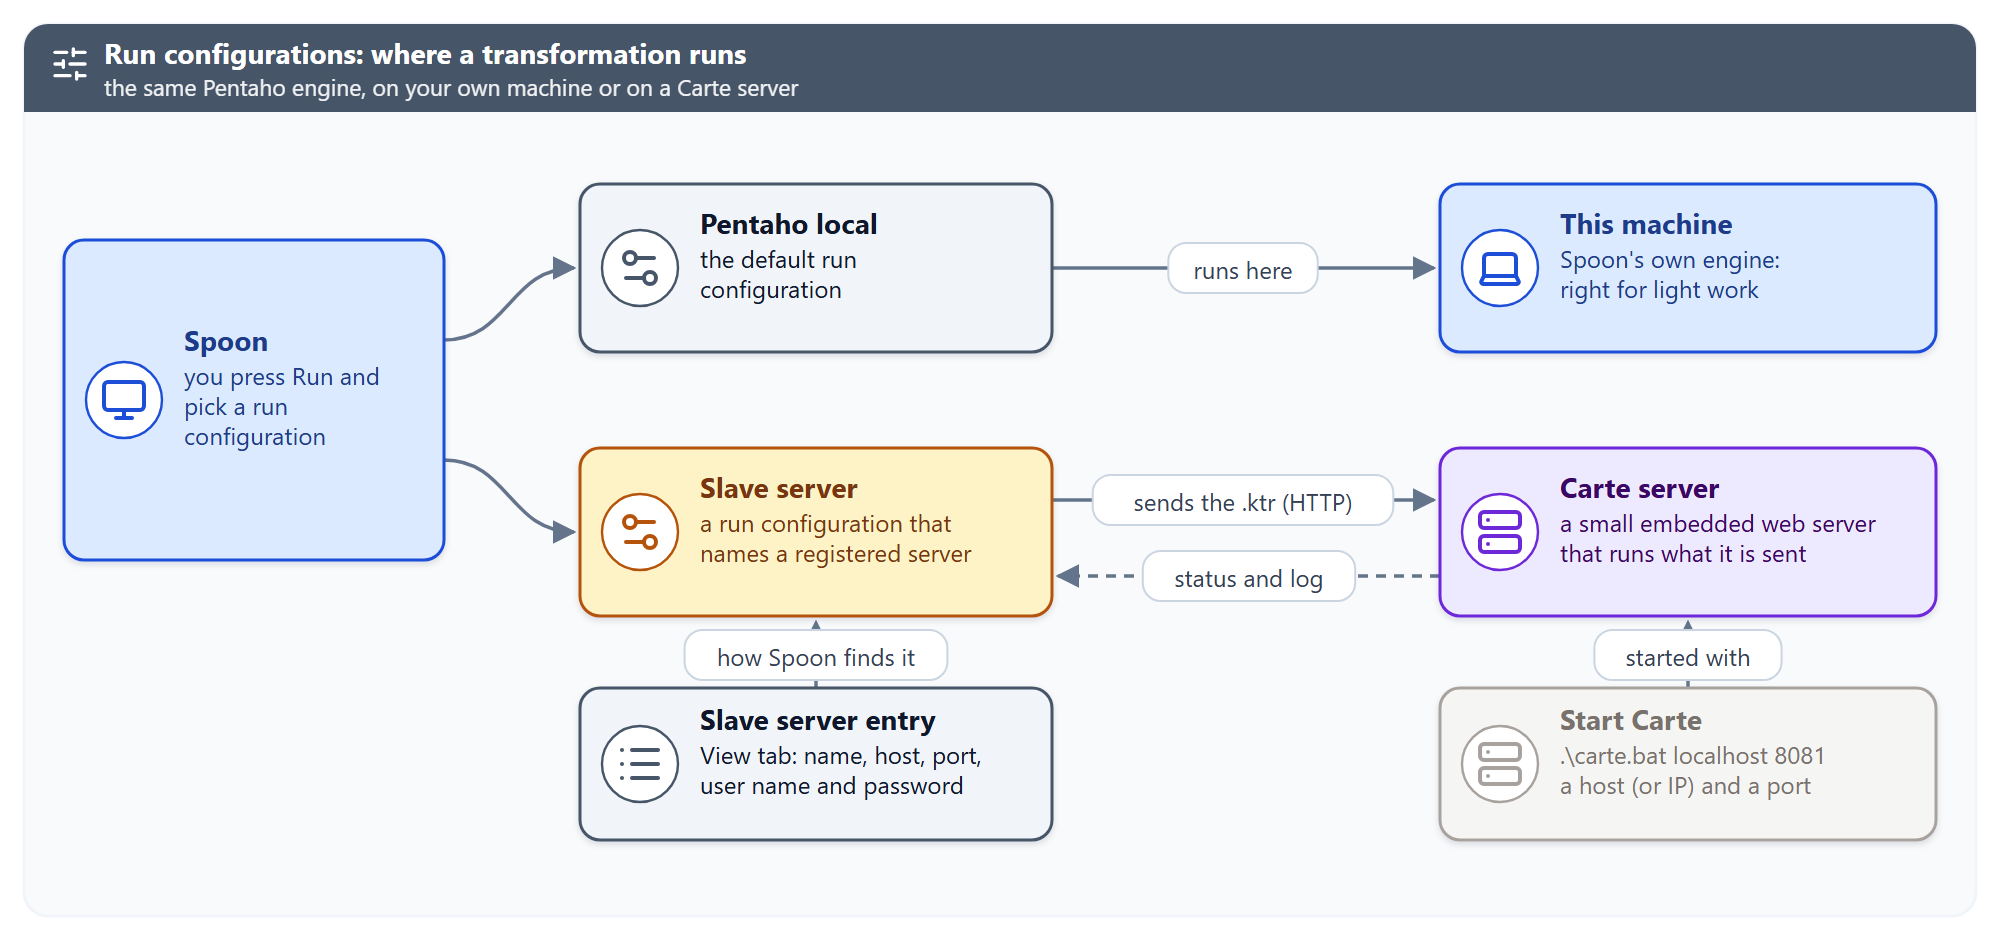 Run configurations: where a transformation runs
the same Pentaho engine, on your own machine or on a Carte server
Spoon
you press Run and
pick a run
configuration
Pentaho local
the default run
configuration
runs here
This machine
Spoon's own engine:
right for light work
Slave server
a run configuration that
names a registered server
sends the .ktr (HTTP)
status and log
Carte server
a small embedded web server
that runs what it is sent
how Spoon finds it
started with
Slave server entry
View tab: name, host, port,
user name and password
Start Carte
.\carte.bat localhost 8081
a host (or IP) and a port